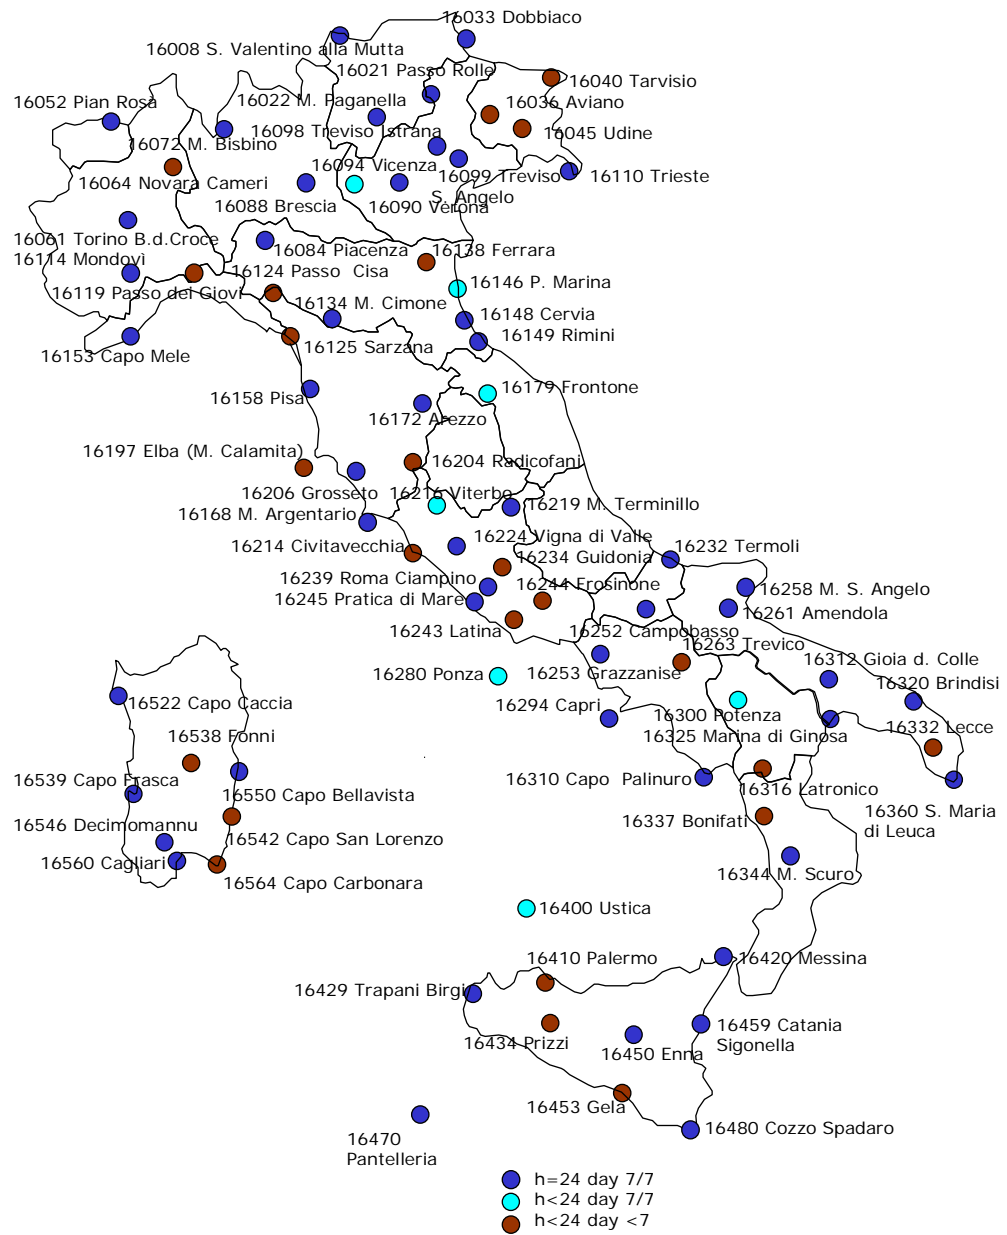 16033 Dobbiaco
16008 S. Valentino alla Mutta
16021 Passo Rolle
16040 Tarvisio
16052 Pian Rosà
16022 M. Paganella
16036 Aviano
16098 Treviso Istrana
16045 Udine
16072 M. Bisbino
16094 Vicenza
16099 Treviso
S. Angelo
16110 Trieste
16064 Novara Cameri
16088 Brescia
16090 Verona
16061 Torino B.d.Croce
16084 Piacenza
16138 Ferrara
16114 Mondovì
16124 Passo Cisa
16146 P. Marina
16119 Passo dei Giovi
16134 M. Cimone
16148 Cervia
16149 Rimini
16125 Sarzana
16153 Capo Mele
16179 Frontone
16158 Pisa
16172 Arezzo
16197 Elba (M. Calamita)
16204 Radicofani
16206 Grosseto
16216 Viterbo
16219 M. Terminillo
16168 M. Argentario
16224 Vigna di Valle
16214 Civitavecchia
16234 Guidonia
16232 Termoli
16239 Roma Ciampino
16244 Frosinone
16258 M. S. Angelo
16245 Pratica di Mare
16261 Amendola
16243 Latina
16252 Campobasso
16263 Trevico
16312 Gioia d. Colle
16280 Ponza
16253 Grazzanise
16320 Brindisi
16522 Capo Caccia
16294 Capri
16300 Potenza
16332 Lecce
16538 Fonni
16325 Marina di Ginosa
16539 Capo Frasca
16310 Capo Palinuro
16550 Capo Bellavista
16316 Latronico
16360 S. Maria
di Leuca
16546 Decimomannu
16337 Bonifati
16542 Capo San Lorenzo
16560 Cagliari
16344 M. Scuro
16564 Capo Carbonara
16400 Ustica
16410 Palermo
16420 Messina
16429 Trapani Birgi
16459 Catania
Sigonella
16434 Prizzi
16450 Enna
16453 Gela
16480 Cozzo Spadaro
16470
Pantelleria
h=24 day 7/7
h<24 day 7/7
h<24 day <7